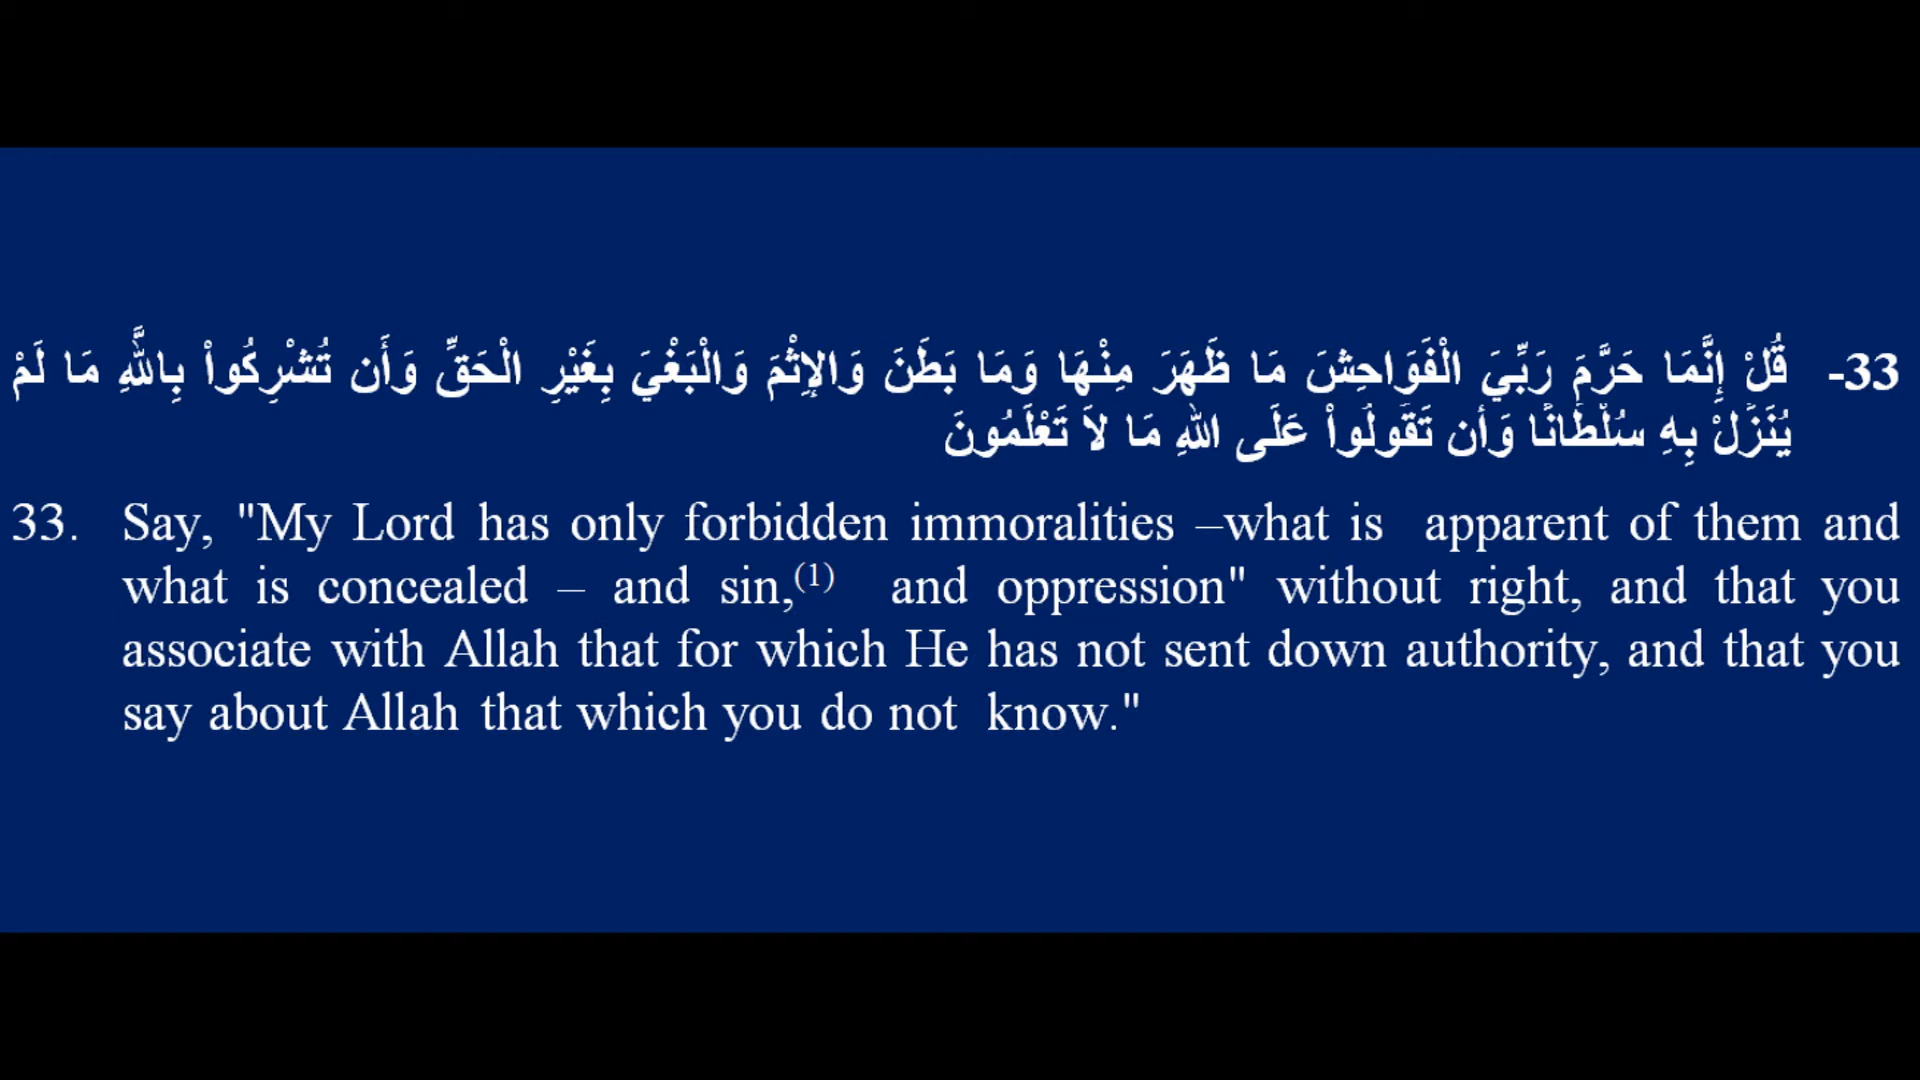 33- قُلْ إِنَّمَا حَرَّمَ رَبِّيَ الْفَوَاحِشَ مَا ظَهَرَ مِنْهَا وَمَا بَطَنَ وَالإِثْمَ وَالْبَغْيَ بِغَيْرِ الْحَقِّ وَأَن تُشْرِكُواْ بِاللَّهِ مَا لَمْ
يُنَزِّلْ بِهِ سُلْطَانًا وَأَن تَقُولُواْ عَلَى اللهِ مَا لاَ تَعْلَمُونَ
33. Say, "My Lord has only forbidden immoralities –what is apparent of them and
what is concealed – and sin,(1) and oppression" without right, and that you
associate with Allah that for which He has not sent down authority, and that you
say about Allah that which you do not know."